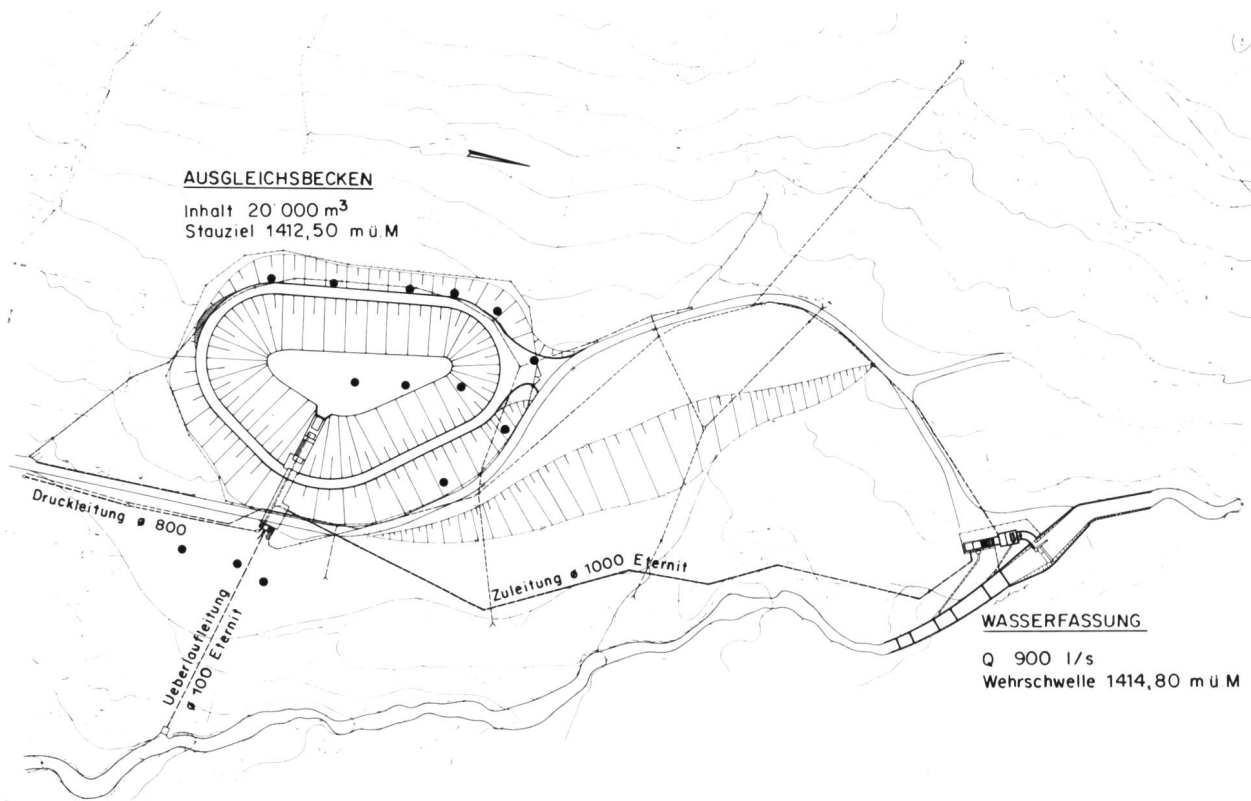 AUSGLEICHSBECKEN
Inhalt 20'000 m³
Stauziel 1412,50 m ü. M
Druckleitung ø 800
Zuleitung ø 1000 Eternit
Ueberlaufleitung
ø 100 Eternit
WASSERFASSUNG
Q 900 l/s
Wehrschwelle 1414,80 m ü M